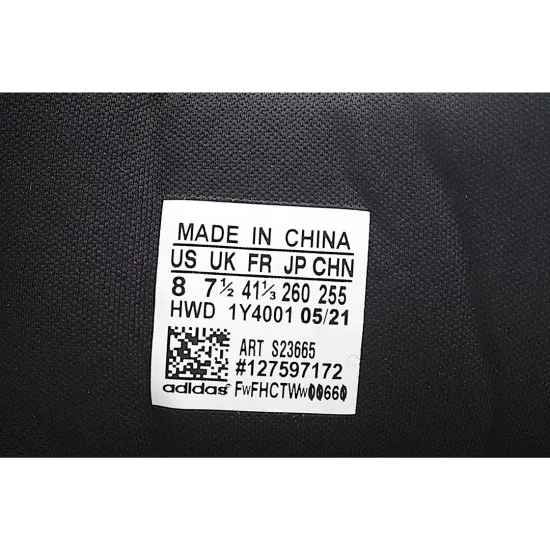 MADE IN CHINA
US UK FR JP CHN
8 7½ 41⅓ 260 255
HWD 1Y4001 05/21
ART S23665
#127597172
adidas FwFHCTWw00660